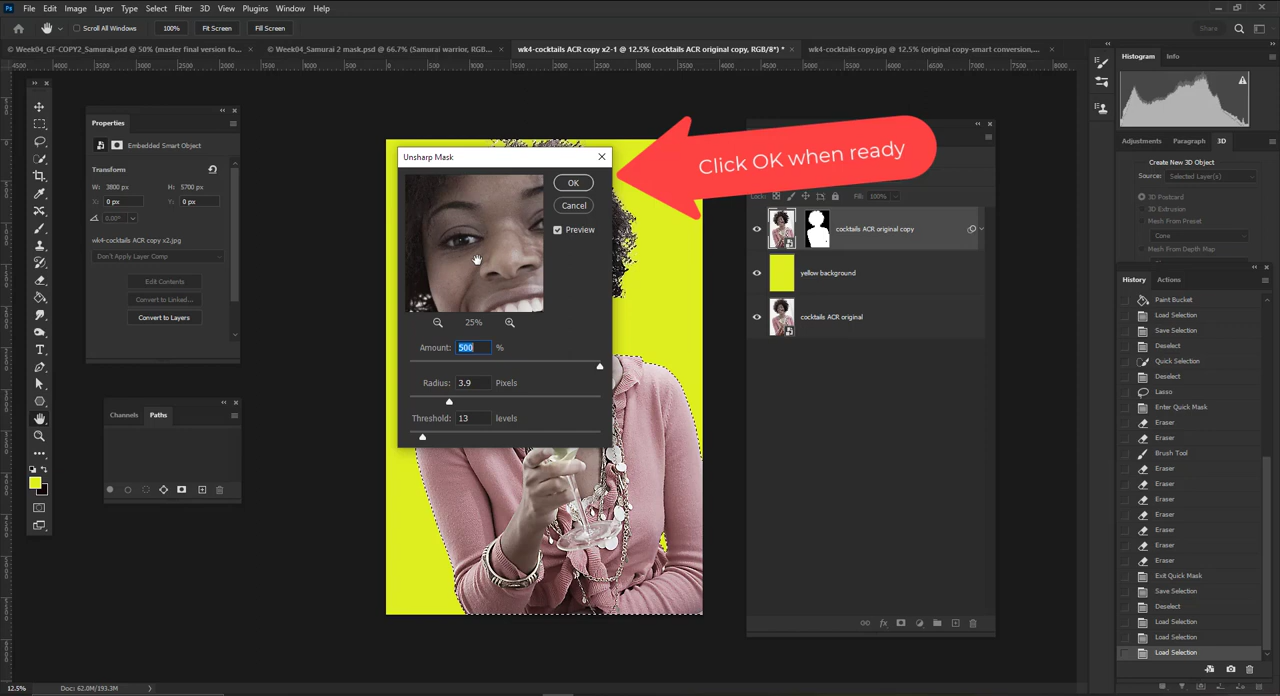 Ps File Edit Image Layer Type Select Filter 3D View Plugins Window Help
Scroll All Windows 100% Fit Screen Fill Screen Share
© Week04_GF-COPY2_Samurai.psd @ 50% (master final version fo...
© Week04_Samurai 2 mask.psd @ 66.7% (Samurai warrior, RGB...
wk4-cocktails ACR copy x2-1 @ 12.5% (cocktails ACR original copy, RGB/8*) *
wk4-cocktails copy.jpg @ 12.5% (original copy-smart conversion,...
Properties
Embedded Smart Object
Transform
W: 3800 px H: 5700 px
X: 0 px Y: 0 px
0.00°
wk4-cocktails ACR copy x2.jpg
Don't Apply Layer Comp
Edit Contents
Convert to Linked...
Convert to Layers
Channels Paths
Unsharp Mask
OK
Cancel
Preview
25%
Amount: 500 %
Radius: 3.9 Pixels
Threshold: 13 levels
Click OK when ready
Lock: Fill: 100%
cocktails ACR original copy
yellow background
cocktails ACR original
fx
Histogram Info
Adjustments Paragraph 3D
Create New 3D Object
Source: Selected Layer(s)
3D Postcard
3D Extrusion
Cone
Mesh From Preset
Mesh From Depth Map
History Actions
Paint Bucket
Load Selection
Save Selection
Deselect
Quick Selection
Deselect
Lasso
Enter Quick Mask
Eraser
Eraser
Brush Tool
Eraser
Eraser
Eraser
Eraser
Eraser
Eraser
Eraser
Exit Quick Mask
Save Selection
Deselect
Load Selection
Load Selection
Load Selection
12.5% Doc: 62.0M/193.3M